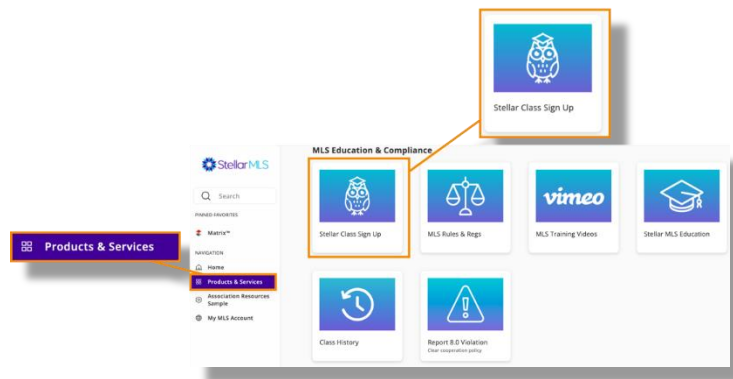 Stellar Class Sign Up
MLS Education & Compliance
StellarMLS
Search
PINNED FAVORITES
Matrix™
NAVIGATION
Home
Products & Services
Association Resources
Sample
My MLS Account
Products & Services
Stellar Class Sign Up
MLS Rules & Regs
vimeo
MLS Training Videos
Stellar MLS Education
Class History
Report 8.0 Violation
Clear cooperation policy